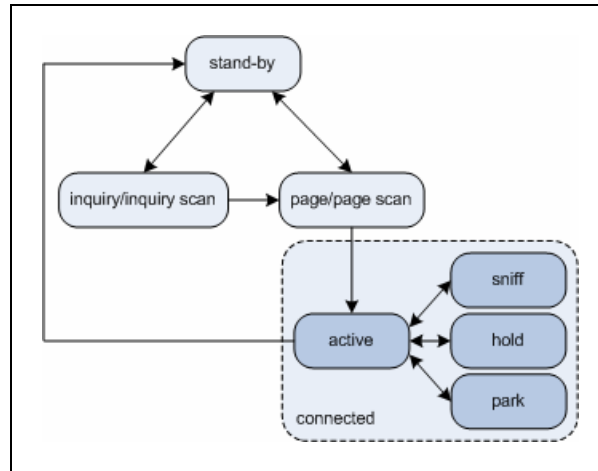 stand-by
inquiry/inquiry scan
page/page scan
sniff
active
hold
park
connected